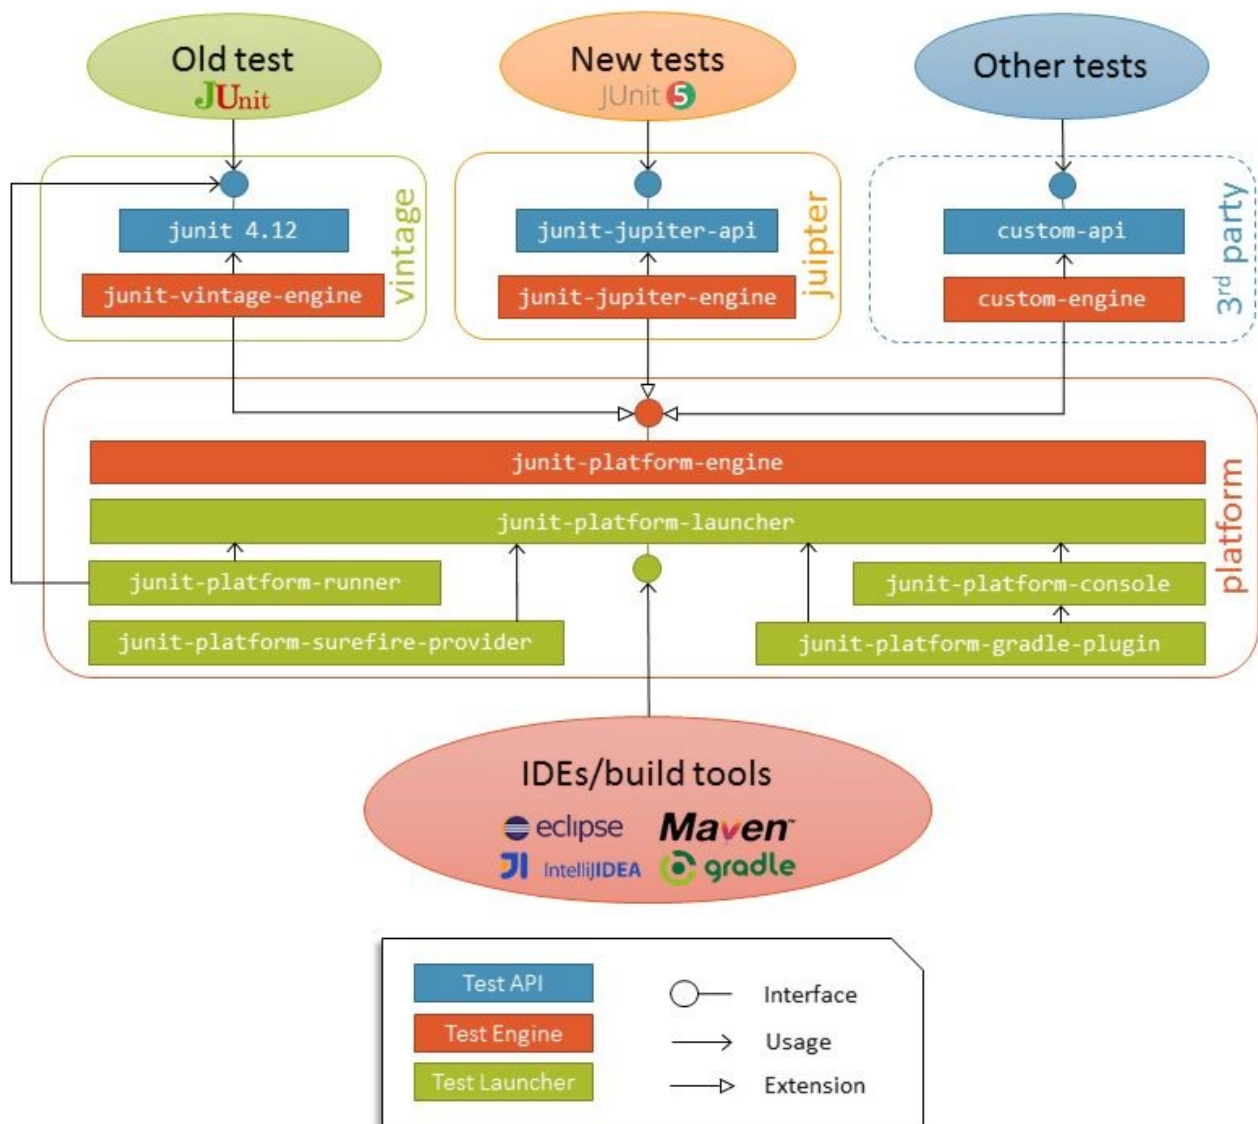 Old test
JUnit
New tests
JUnit 5
Other tests
vintage
junit 4.12
junit-vintage-engine
juipter
junit-jupiter-api
junit-jupiter-engine
3rd party
custom-api
custom-engine
platform
junit-platform-engine
junit-platform-launcher
junit-platform-runner
junit-platform-console
junit-platform-surefire-provider
junit-platform-gradle-plugin
IDEs/build tools
eclipse
Maven™
JI IntelliJIDEA
gradle
Test API
Interface
Test Engine
Usage
Test Launcher
Extension